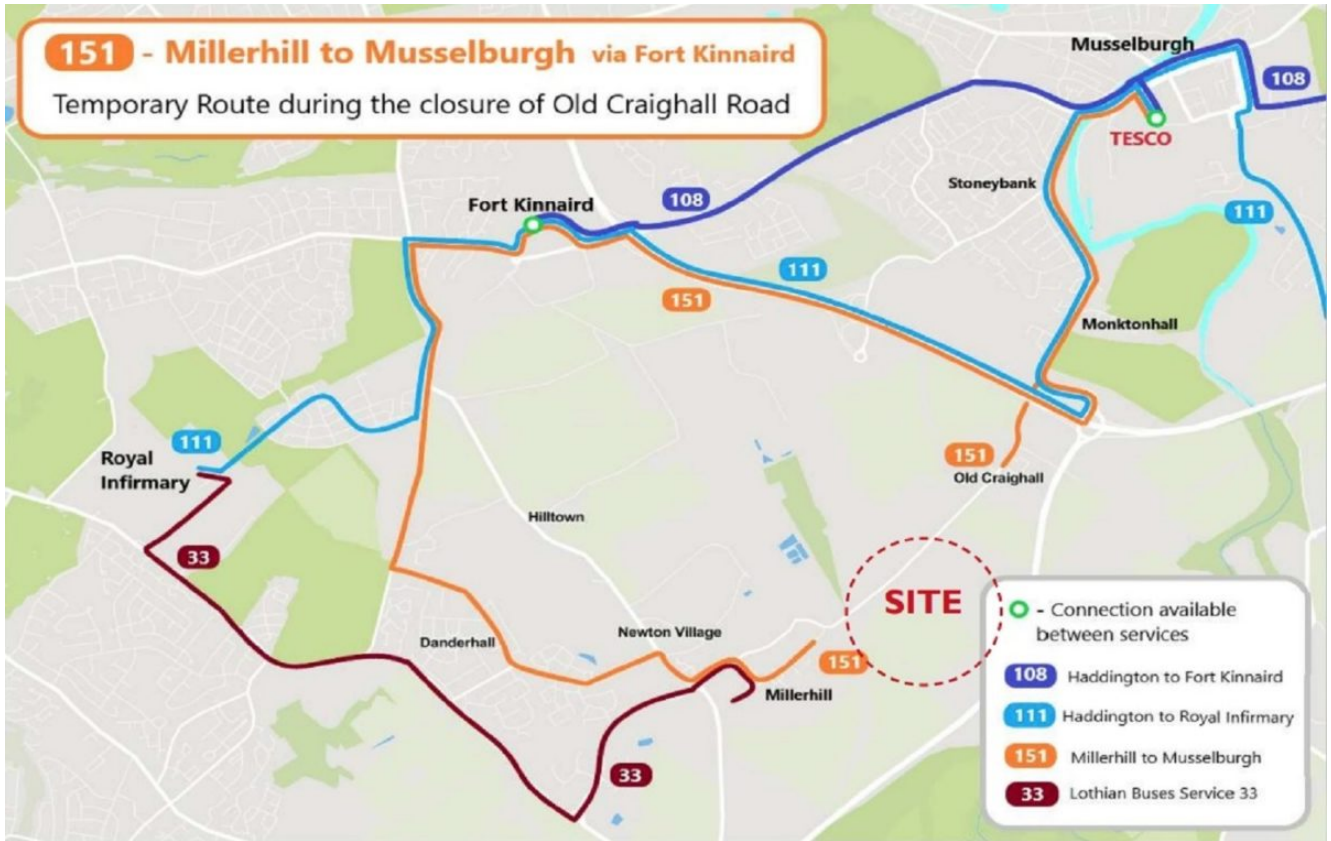 151 - Millerhill to Musselburgh via Fort Kinnaird
Temporary Route during the closure of Old Craighall Road
Musselburgh
108
TESCO
Stoneybank
Fort Kinnaird
108
111
111
151
Monktonhall
111
Royal
Infirmary
151
Old Craighall
Hilltown
33
SITE
- Connection available
between services
Newton Village
Danderhall
151
Millerhill
108 Haddington to Fort Kinnaird
111 Haddington to Royal Infirmary
151 Millerhill to Musselburgh
33 Lothian Buses Service 33
33